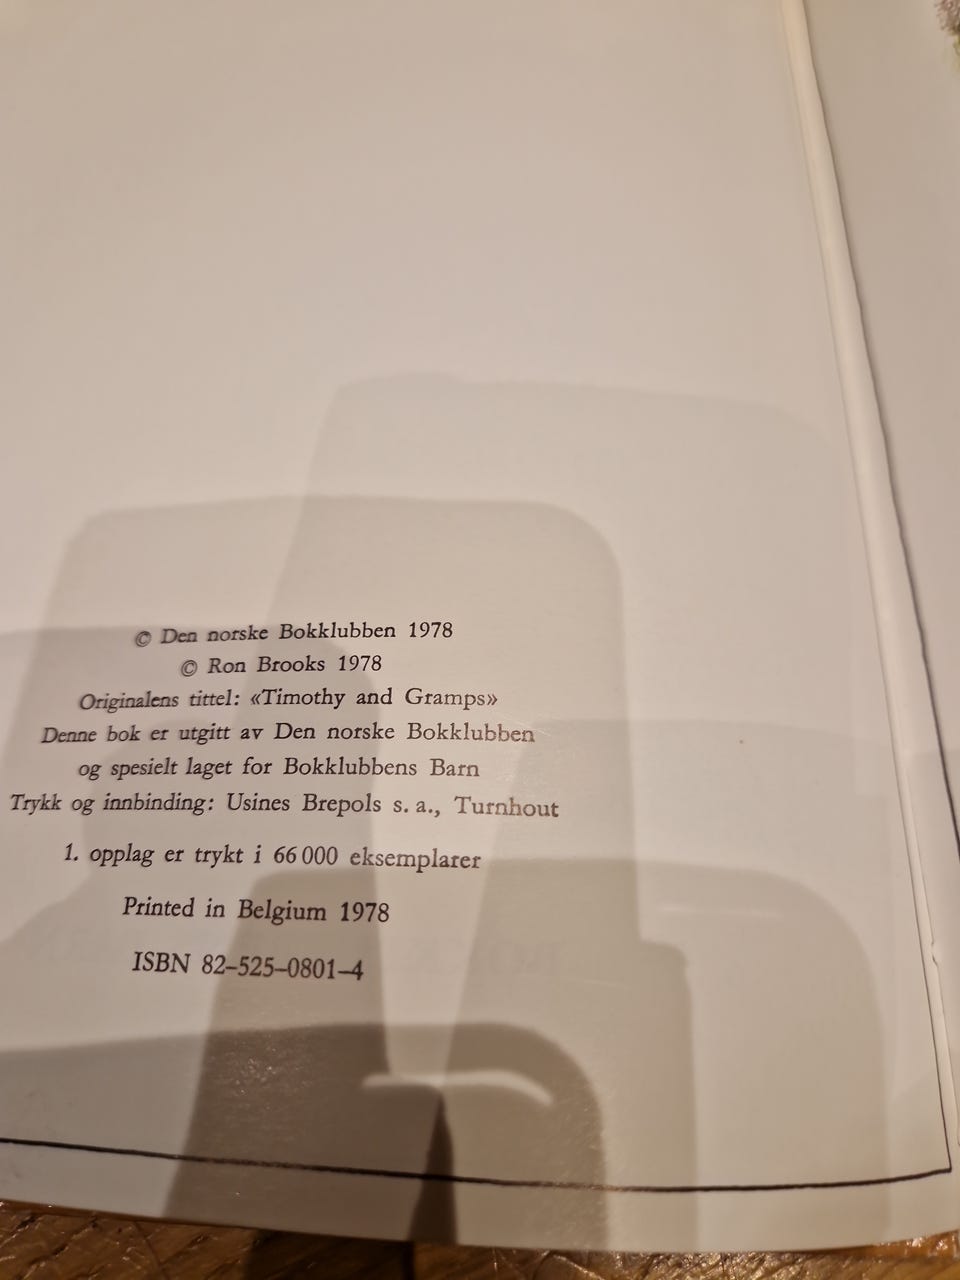 © Den norske Bokklubben 1978
© Ron Brooks 1978
Originalens tittel: «Timothy and Gramps»
Denne bok er utgitt av Den norske Bokklubben
og spesielt laget for Bokklubbens Barn
Trykk og innbinding: Usines Brepols s. a., Turnhout
1. opplag er trykt i 66 000 eksemplarer
Printed in Belgium 1978
ISBN 82–525–0801–4